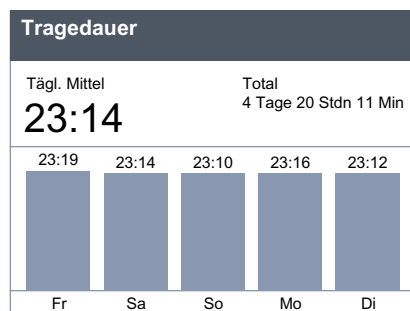 Tragedauer
Tägl. Mittel
23:14
Total
4 Tage 20 Stdn 11 Min
23:19 23:14 23:10 23:16 23:12
Fr Sa So Mo Di